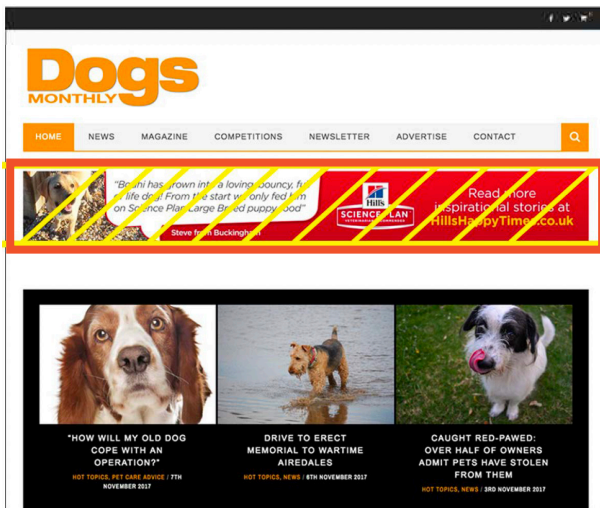 Dogs
MONTHLY
HOME NEWS MAGAZINE COMPETITIONS NEWSLETTER ADVERTISE CONTACT
"Bodhi has grown into a loving, bouncy, full
of life dog! From the start we only fed him
on Science Plan Large Breed puppy food"
Steve from Buckingham
Hill's
SCIENCE PLAN
Read more
inspirational stories at
HillsHappyTimes.co.uk
"HOW WILL MY OLD DOG
COPE WITH AN
OPERATION?"
HOT TOPICS, PET CARE ADVICE / 7TH
NOVEMBER 2017
DRIVE TO ERECT
MEMORIAL TO WARTIME
AIREDALES
HOT TOPICS, NEWS / 6TH NOVEMBER 2017
CAUGHT RED-PAWED:
OVER HALF OF OWNERS
ADMIT PETS HAVE STOLEN
FROM THEM
HOT TOPICS, NEWS / 3RD NOVEMBER 2017